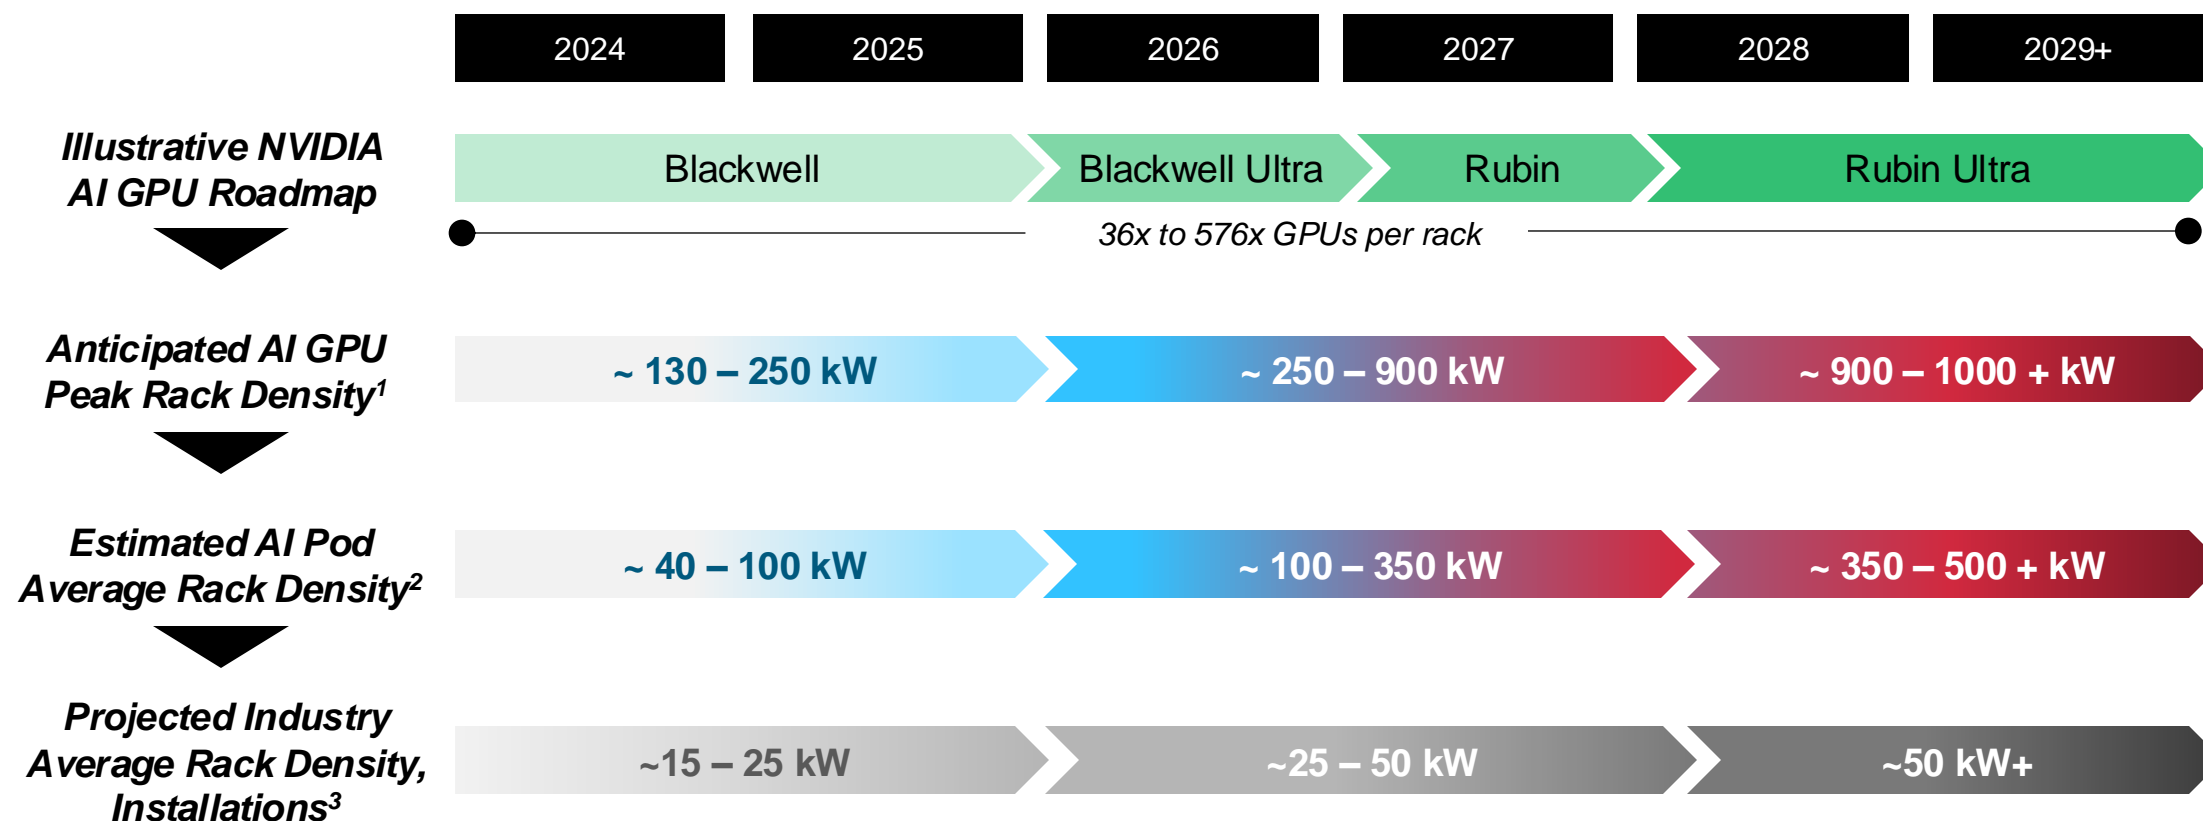 2024 2025 2026 2027 2028 2029+
Illustrative NVIDIA
AI GPU Roadmap
Blackwell Blackwell Ultra Rubin Rubin Ultra
36x to 576x GPUs per rack
Anticipated AI GPU
Peak Rack Density1
~ 130 – 250 kW ~ 250 – 900 kW ~ 900 – 1000 + kW
Estimated AI Pod
Average Rack Density2
~ 40 – 100 kW ~ 100 – 350 kW ~ 350 – 500 + kW
Projected Industry
Average Rack Density,
Installations3
~15 – 25 kW ~25 – 50 kW ~50 kW+